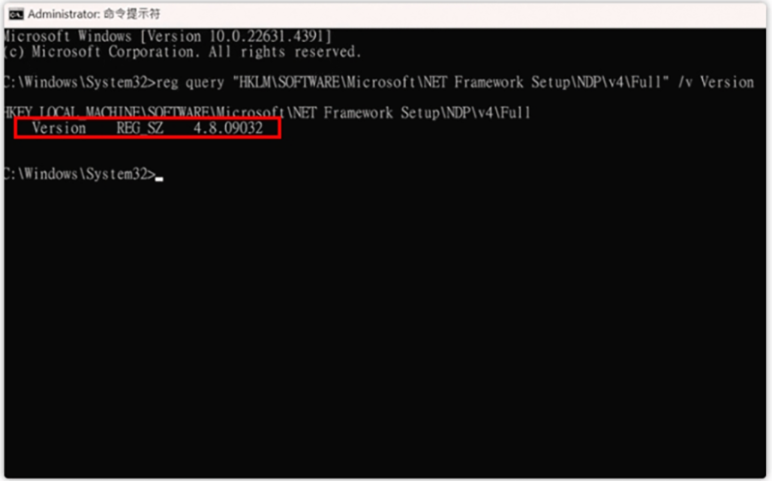 Administrator: 命令提示符
Microsoft Windows [Version 10.0.22631.4391]
(c) Microsoft Corporation. All rights reserved.
C:\Windows\System32>reg query "HKLM\SOFTWARE\Microsoft\NET Framework Setup\NDP\v4\Full" /v Version
HKEY_LOCAL_MACHINE\SOFTWARE\Microsoft\NET Framework Setup\NDP\v4\Full
Version REG_SZ 4.8.09032
C:\Windows\System32>